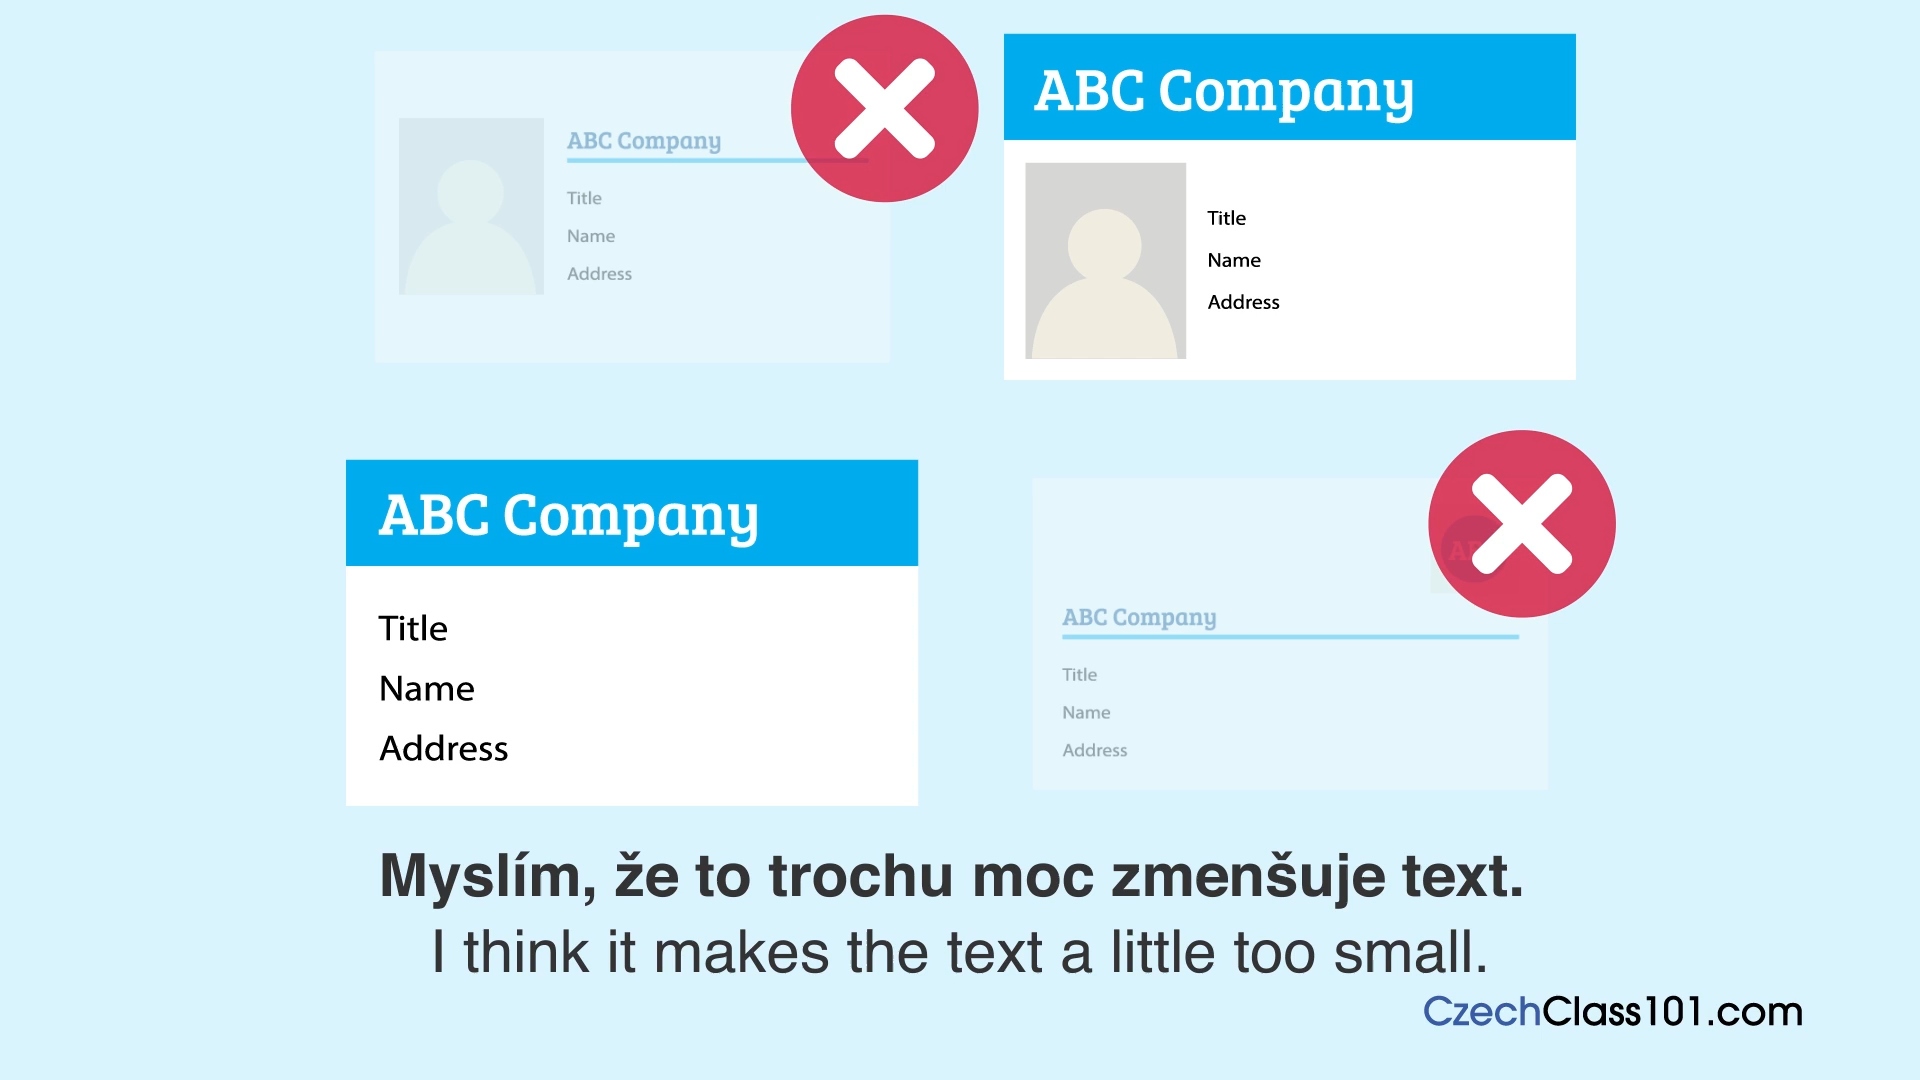 ABC Company
Title
Name
Address
ABC Company
Title
Name
Address
ABC Company
Title
Name
Address
ABC Company
Title
Name
Address
Myslím, že to trochu moc zmenšuje text.
I think it makes the text a little too small.
CzechClass101.com